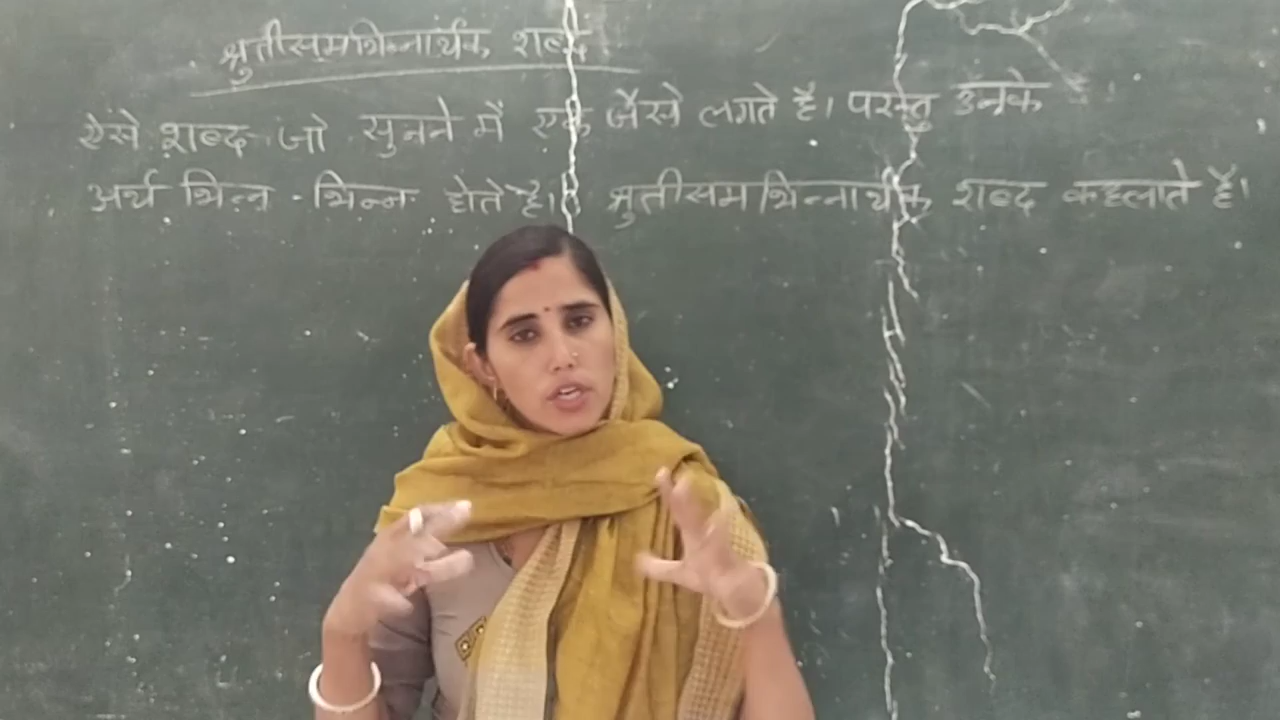 श्रुतीसमभिन्नार्थक शब्द
ऐसे शब्द जो सुनने में एक जैसे लगते हैं। परन्तु उनके
अर्थ भिन्न - भिन्न होते है। श्रुतीसमभिन्नार्थक शब्द कहलाते हैं।